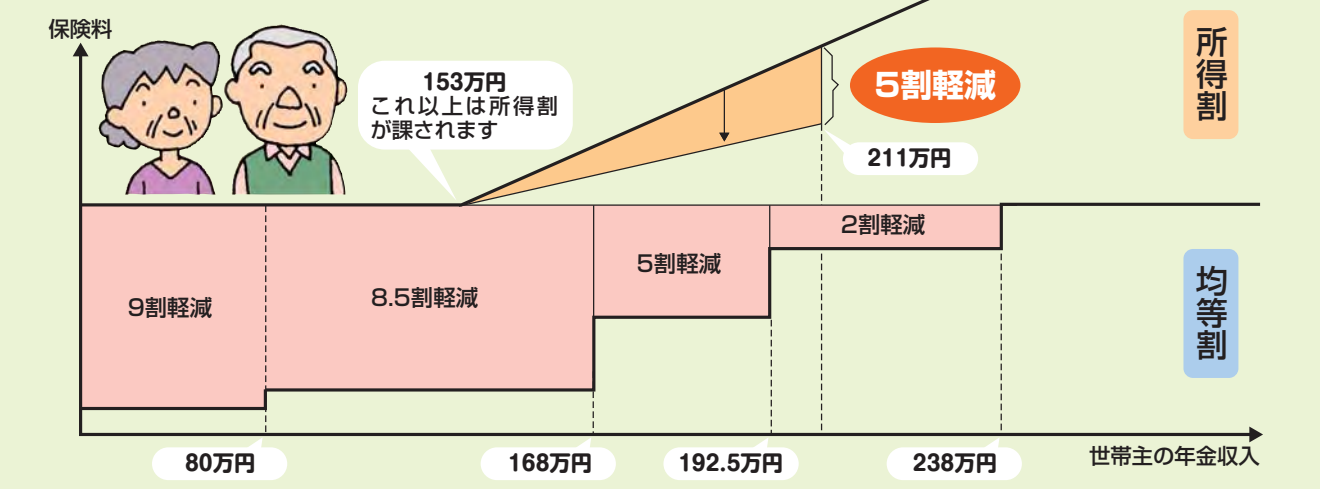 保険料
153万円
これ以上は所得割
が課されます
5割軽減
211万円
所得割
9割軽減
8.5割軽減
5割軽減
2割軽減
均等割
80万円
168万円
192.5万円
238万円
世帯主の年金収入